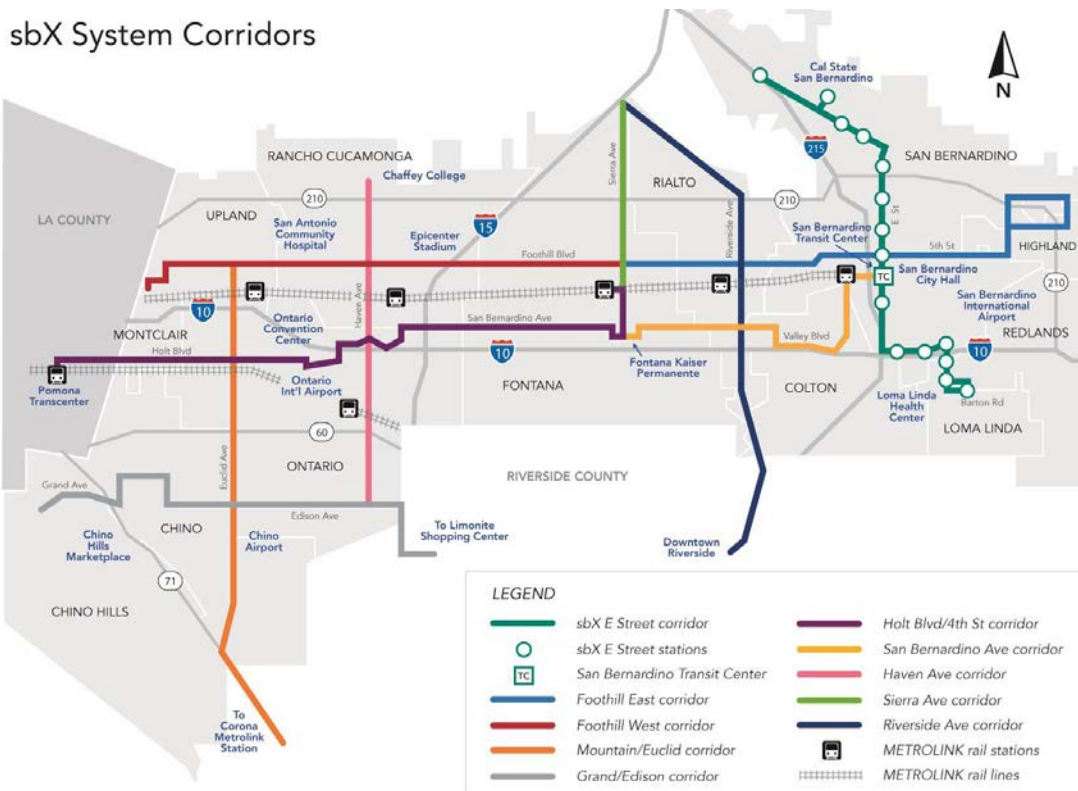 sbX System Corridors
N
Cal State
San Bernardino
215
RANCHO CUCAMONGA
SAN BERNARDINO
Chaffey College
Sierra Ave
RIALTO
LA COUNTY
UPLAND
210
210
San Antonio
Community
Hospital
Epicenter
Stadium
15
Riverside Ave
E St
San Bernardino
Transit Center
5th St
HIGHLAND
Foothill Blvd
TC
San Bernardino
City Hall
210
Haven Ave
10
San Bernardino
International
Airport
MONTCLAIR
Ontario
Convention
Center
San Bernardino Ave
Valley Blvd
REDLANDS
10
10
Holt Blvd
Pomona
Transcenter
Ontario
Int'l Airport
FONTANA
Fontana Kaiser
Permanente
COLTON
Loma Linda
Health
Center
Barton Rd
LOMA LINDA
60
Euclid Ave
ONTARIO
RIVERSIDE COUNTY
Grand Ave
Edison Ave
CHINO
Chino
Hills
Marketplace
Chino
Airport
To Limonite
Shopping Center
Downtown
Riverside
71
CHINO HILLS
To
Corona
Metrolink
Station
LEGEND
sbX E Street corridor
sbX E Street stations
TC
San Bernardino Transit Center
Foothill East corridor
Foothill West corridor
Mountain/Euclid corridor
Grand/Edison corridor
Holt Blvd/4th St corridor
San Bernardino Ave corridor
Haven Ave corridor
Sierra Ave corridor
Riverside Ave corridor
METROLINK rail stations
METROLINK rail lines